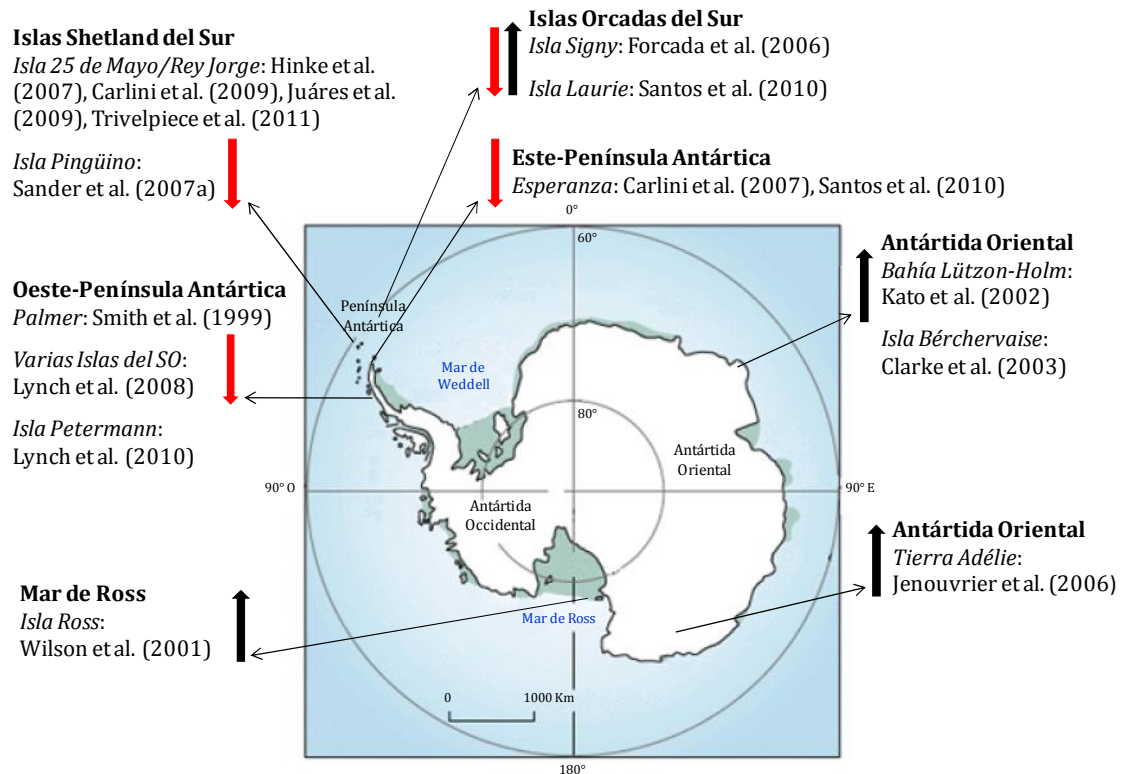 Islas Shetland del Sur
Isla 25 de Mayo/Rey Jorge: Hinke et al.
(2007), Carlini et al. (2009), Juáres et al.
(2009), Trivelpiece et al. (2011)
Isla Pingüino:
Sander et al. (2007a)
Islas Orcadas del Sur
Isla Signy: Forcada et al. (2006)
Isla Laurie: Santos et al. (2010)
Este-Península Antártica
Esperanza: Carlini et al. (2007), Santos et al. (2010)
Oeste-Península Antártica
Palmer: Smith et al. (1999)
Varias Islas del SO:
Lynch et al. (2008)
Isla Petermann:
Lynch et al. (2010)
Antártida Oriental
Bahía Lützon-Holm:
Kato et al. (2002)
Isla Bérchervaise:
Clarke et al. (2003)
0°
60°
Península
Antártica
Mar de
Weddell
80°
Antártida
Oriental
90° O
90° E
Antártida
Occidental
Antártida Oriental
Tierra Adélie:
Jenouvrier et al. (2006)
Mar de Ross
Isla Ross:
Wilson et al. (2001)
Mar de Ross
0 1000 Km
180°